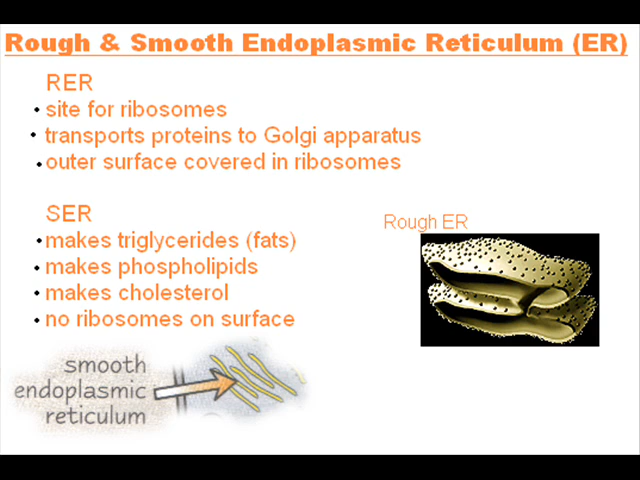 Rough & Smooth Endoplasmic Reticulum (ER)
RER
• site for ribosomes
• transports proteins to Golgi apparatus
• outer surface covered in ribosomes
SER
• makes triglycerides (fats)
• makes phospholipids
• makes cholesterol
• no ribosomes on surface
Rough ER
smooth
endoplasmic
reticulum